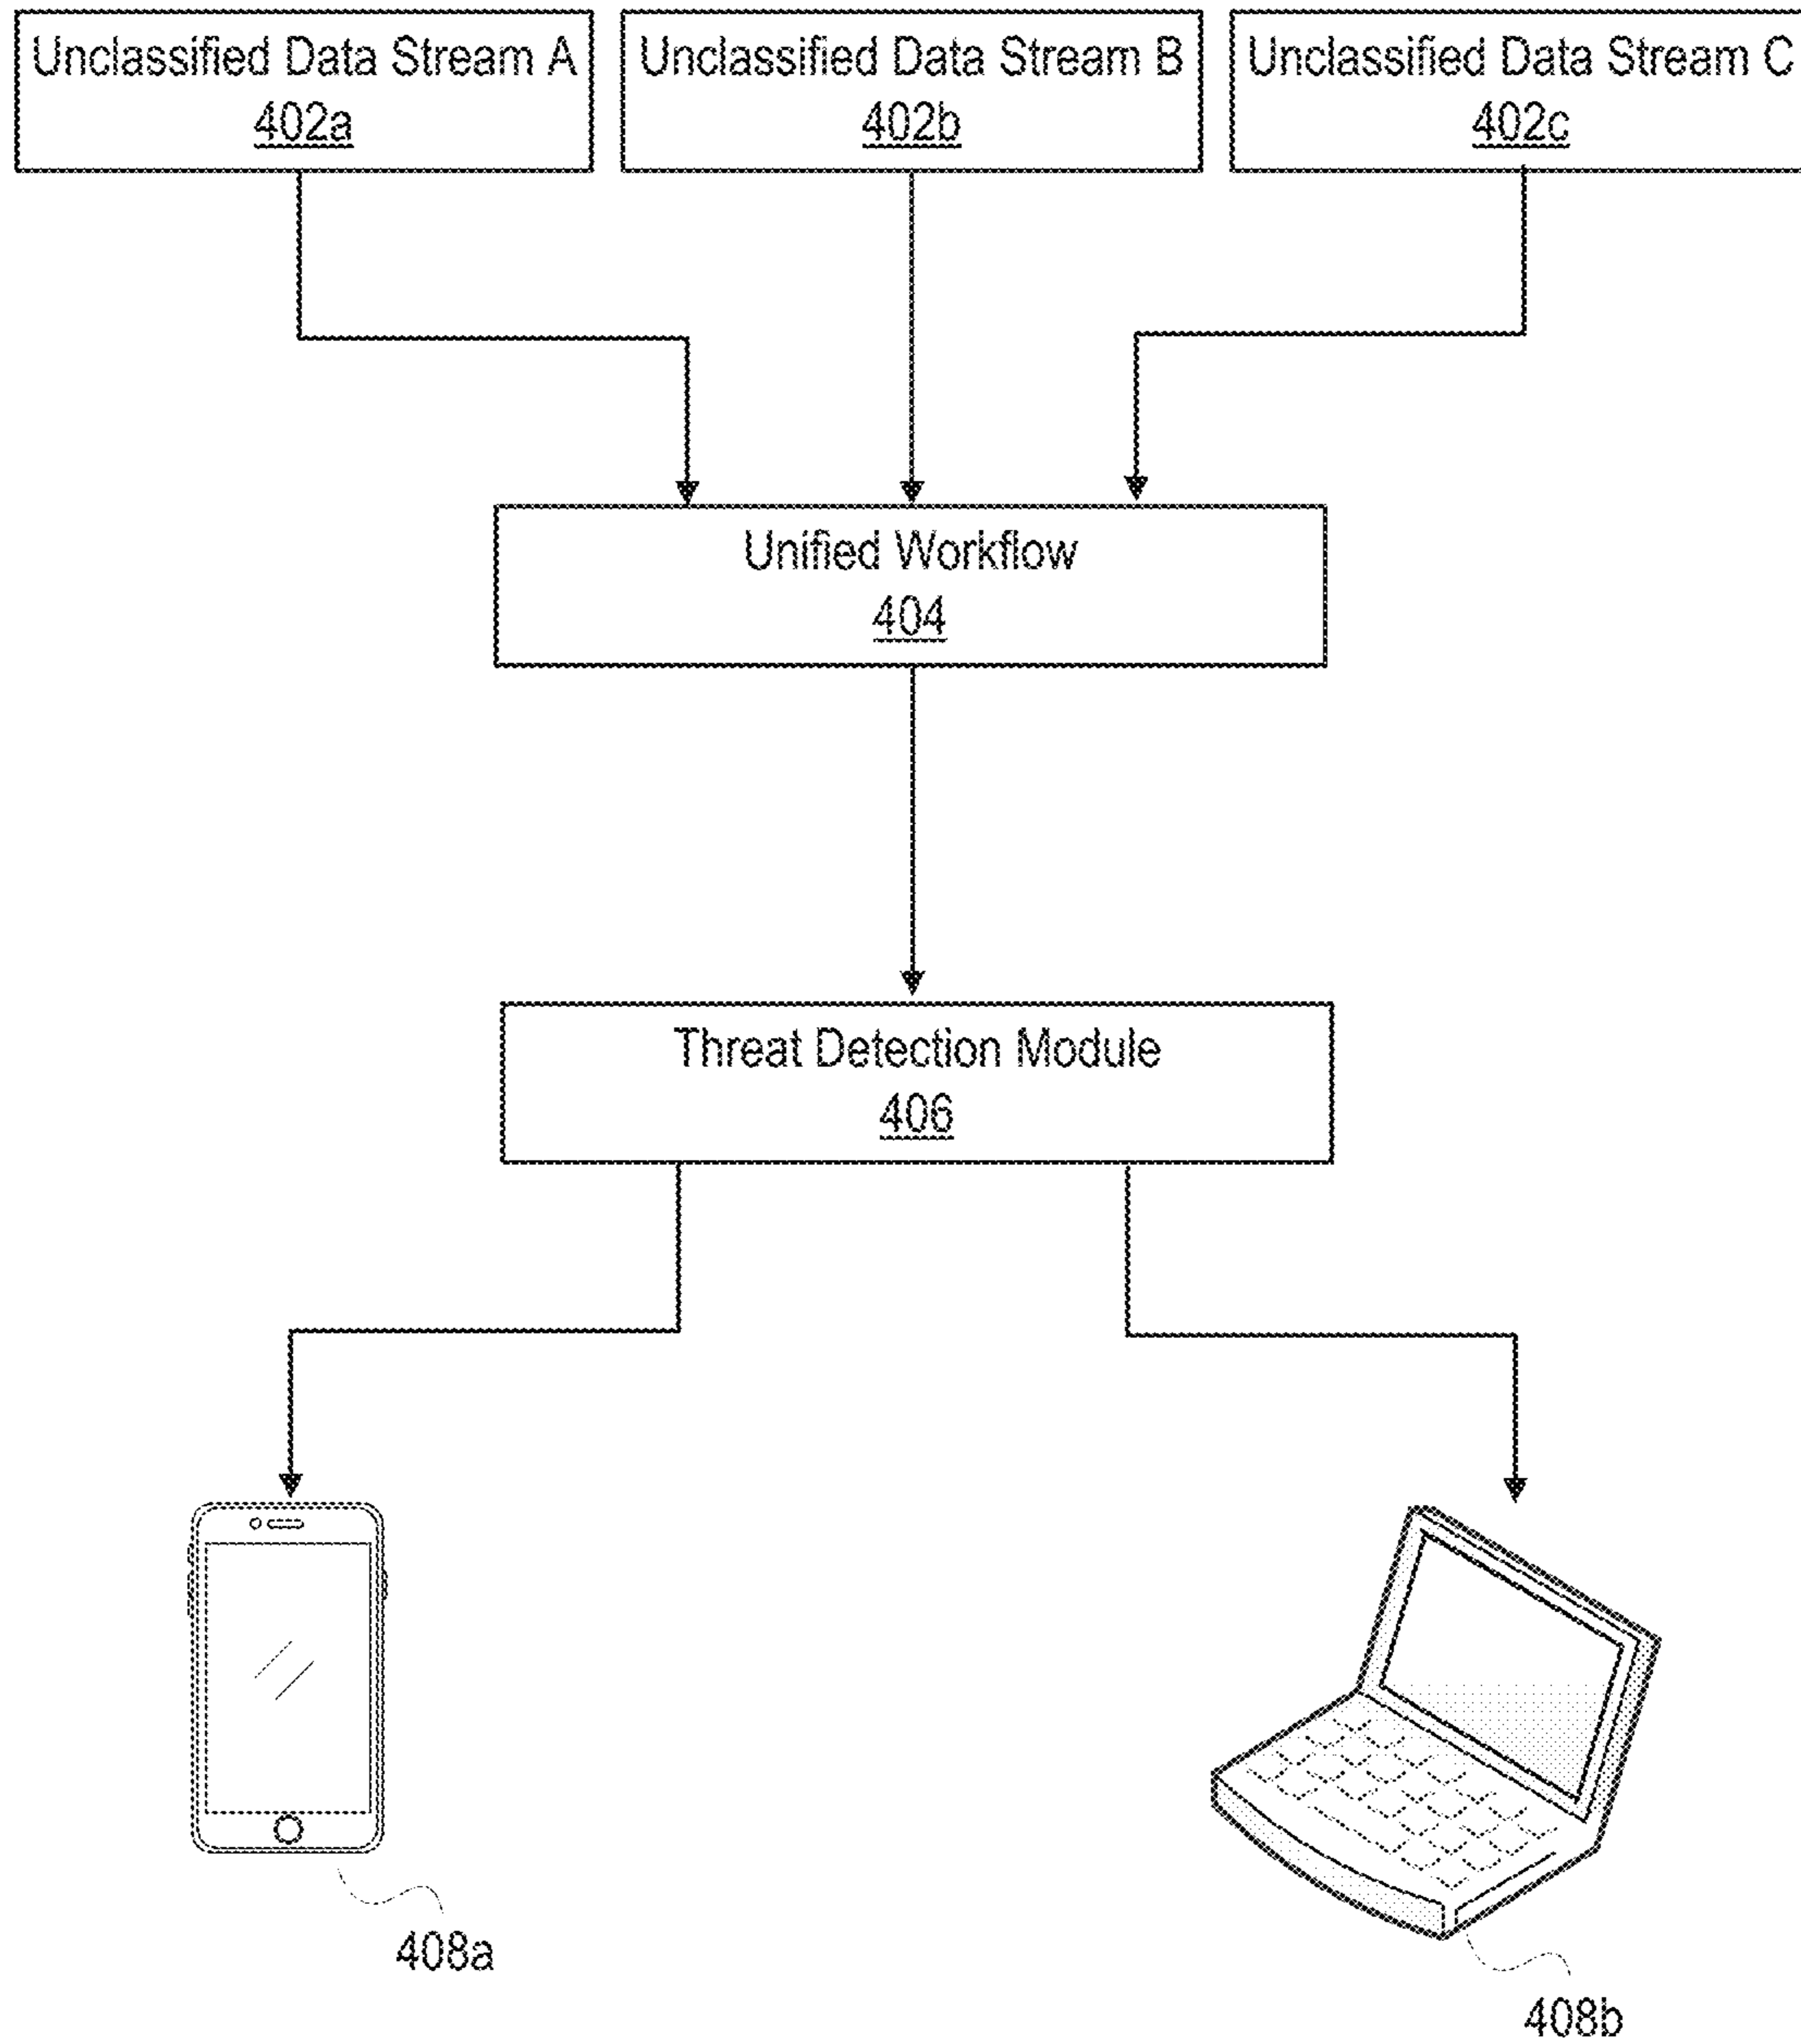 Unclassified Data Stream A
402a
Unclassified Data Stream B
402b
Unclassified Data Stream C
402c
Unified Workflow
404
Threat Detection Module
406
408a
408b